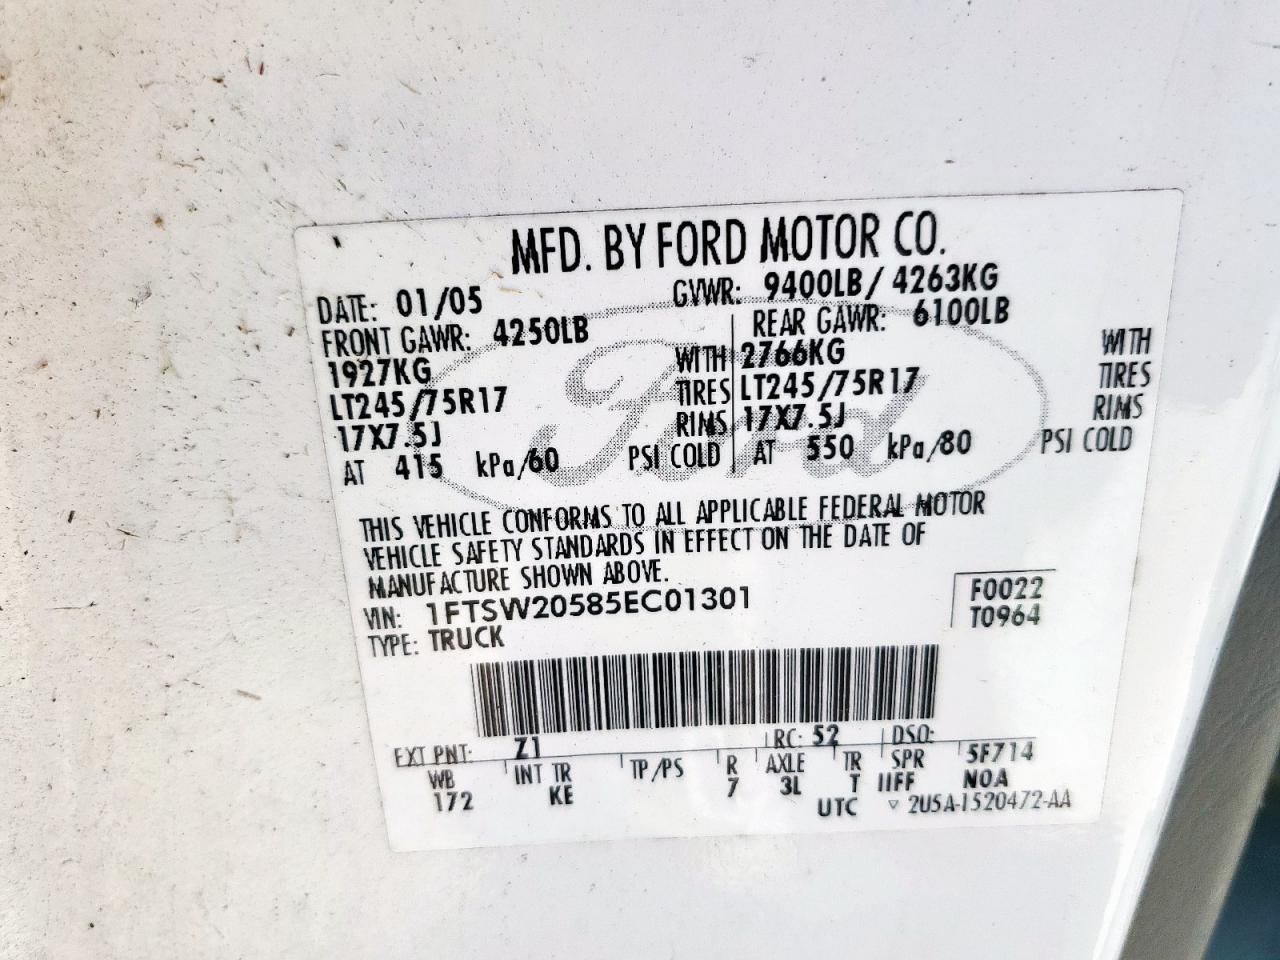 MFD. BY FORD MOTOR CO.
DATE: 01/05 GVWR: 9400LB / 4263KG
FRONT GAWR: 4250LB REAR GAWR: 6100LB
1927KG WITH 2766KG WITH
LT245/75R17 TIRES LT245/75R17 TIRES
17X7.5J RIMS 17X7.5J RIMS
AT 415 kPa/60 PSI COLD AT 550 kPa/80 PSI COLD
Ford
THIS VEHICLE CONFORMS TO ALL APPLICABLE FEDERAL MOTOR
VEHICLE SAFETY STANDARDS IN EFFECT ON THE DATE OF
MANUFACTURE SHOWN ABOVE.
VIN: 1FTSW20585EC01301 F0022
TYPE: TRUCK T0964
EXT PNT: Z1 RC: 52 DSO:
WB INT TR TP/PS R AXLE TR SPR 5F714
172 KE 7 3L T IIFF NOA
UTC ▽ 2U5A-1520472-AA